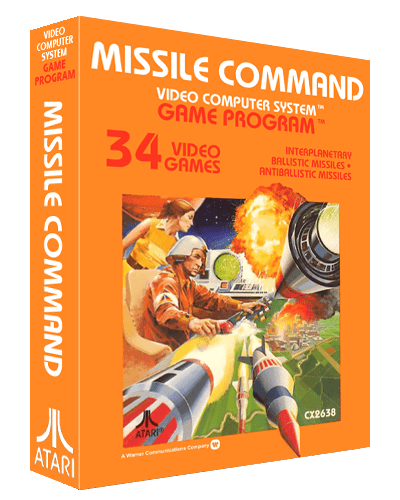 VIDEO
COMPUTER
SYSTEM
GAME
PROGRAM
MISSILE COMMAND
ATARI
MISSILE COMMAND
VIDEO COMPUTER SYSTEM™
GAME PROGRAM™
34 VIDEO
GAMES
INTERPLANETARY
BALLISTIC MISSILES •
ANTIBALLISTIC MISSILES
ATARI®
CX2638
A Warner Communications Company